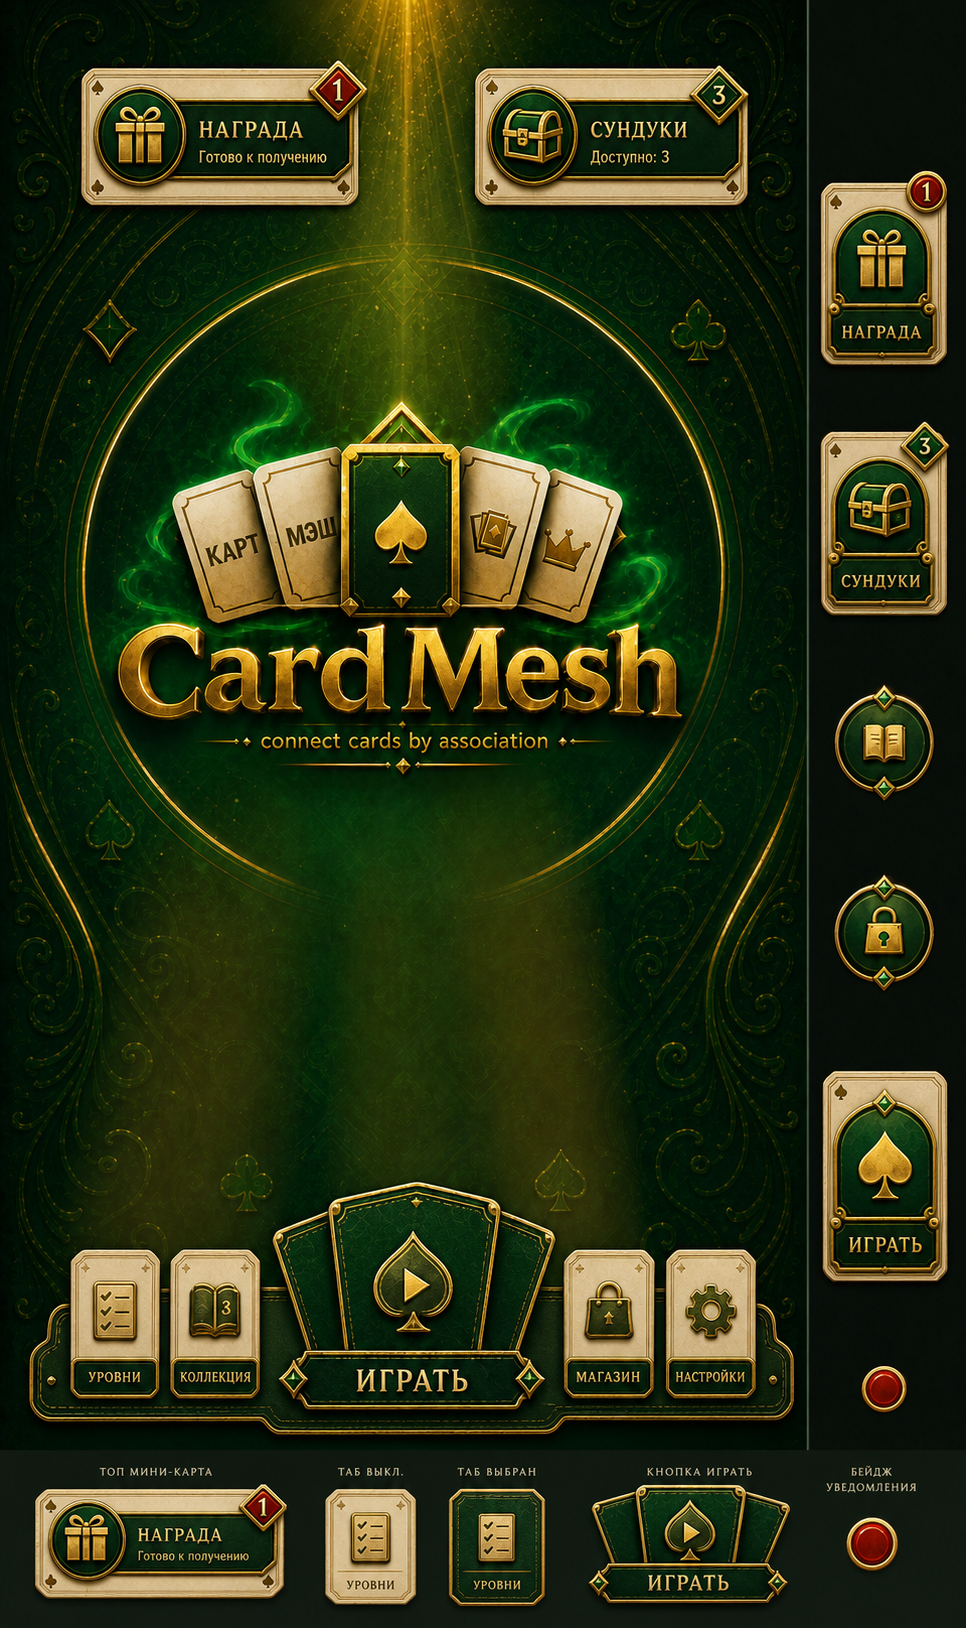 1
НАГРАДА
Готово к получению
3
СУНДУКИ
Доступно: 3
1
НАГРАДА
3
СУНДУКИ
КАРТ
МЭШ
Card Mesh
connect cards by association
ИГРАТЬ
УРОВНИ
3
КОЛЛЕКЦИЯ
ИГРАТЬ
МАГАЗИН
НАСТРОЙКИ
ТОП МИНИ-КАРТА
1
НАГРАДА
Готово к получению
ТАБ ВЫКЛ.
УРОВНИ
ТАБ ВЫБРАН
УРОВНИ
КНОПКА ИГРАТЬ
ИГРАТЬ
БЕЙДЖ
УВЕДОМЛЕНИЯ